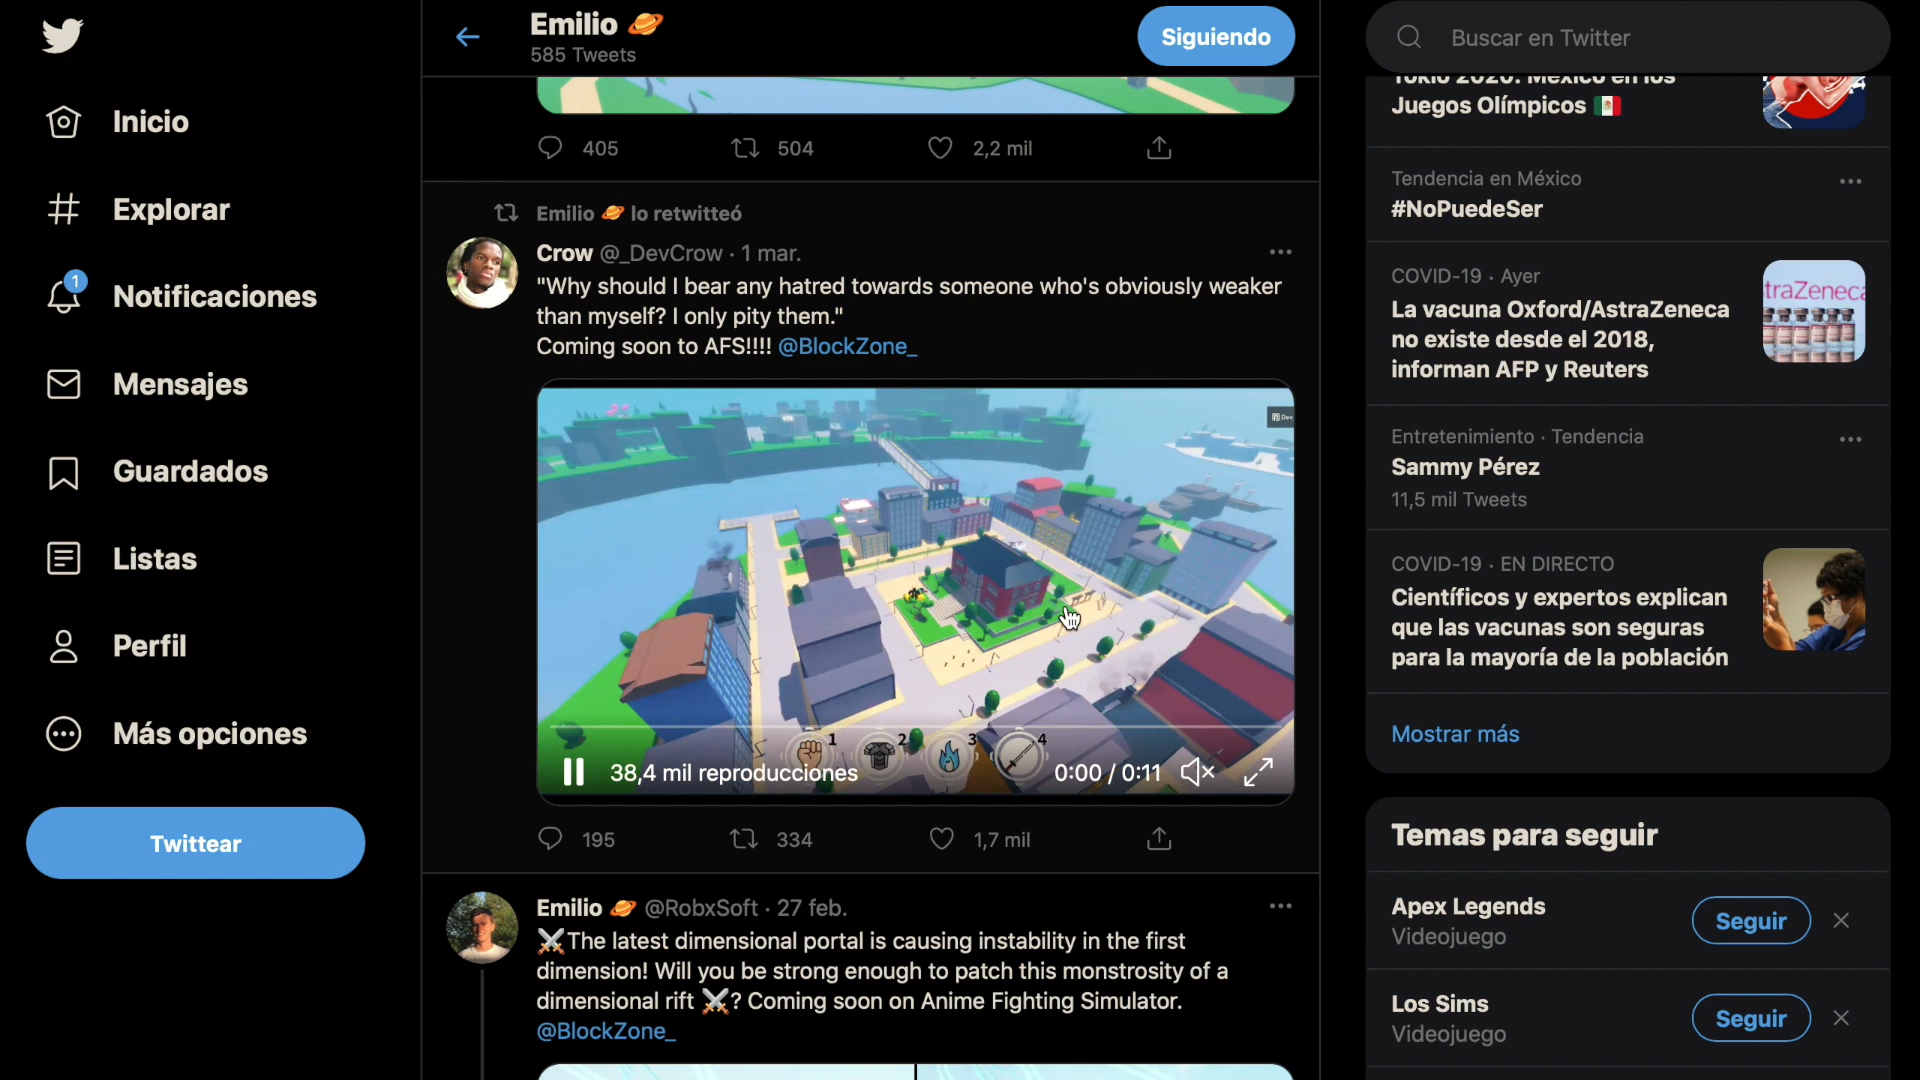 Inicio
Explorar
1
Notificaciones
Mensajes
Guardados
Listas
Perfil
Más opciones
Twittear
Emilio 🪐
585 Tweets
Siguiendo
405
504
2,2 mil
Emilio 🪐 lo retwitteó
Crow @_DevCrow · 1 mar.
"Why should I bear any hatred towards someone who's obviously weaker
than myself? I only pity them."
Coming soon to AFS!!!! @BlockZone_
Dev
1
2
3
4
38,4 mil reproducciones
0:00 / 0:11
195
334
1,7 mil
Emilio 🪐 @RobxSoft · 27 feb.
⚔️The latest dimensional portal is causing instability in the first
dimension! Will you be strong enough to patch this monstrosity of a
dimensional rift ⚔️? Coming soon on Anime Fighting Simulator.
@BlockZone_
Buscar en Twitter
Tokio 2020: México en los
Juegos Olímpicos 🇲🇽
Tendencia en México
#NoPuedeSer
COVID-19 · Ayer
La vacuna Oxford/AstraZeneca
no existe desde el 2018,
informan AFP y Reuters
traZeneca
Entretenimiento · Tendencia
Sammy Pérez
11,5 mil Tweets
COVID-19 · EN DIRECTO
Científicos y expertos explican
que las vacunas son seguras
para la mayoría de la población
Mostrar más
Temas para seguir
Apex Legends
Videojuego
Seguir
Los Sims
Videojuego
Seguir